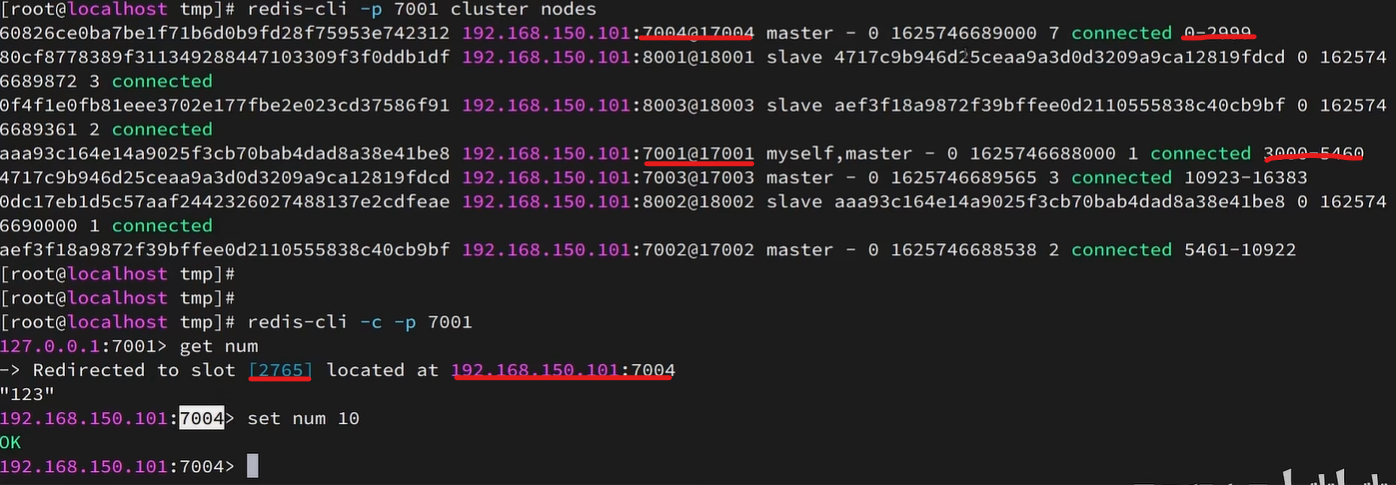 [root@localhost tmp]# redis-cli -p 7001 cluster nodes
60826ce0ba7be1f71b6d0b9fd28f75953e742312 192.168.150.101:7004@17004 master - 0 1625746689000 7 connected 0-2999
80cf8778389f311349288447103309f3f0ddb1df 192.168.150.101:8001@18001 slave 4717c9b946d25ceaa9a3d0d3209a9ca12819fdcd 0 162574
6689872 3 connected
0f4f1e0fb81eee3702e177fbe2e023cd37586f91 192.168.150.101:8003@18003 slave aef3f18a9872f39bffee0d2110555838c40cb9bf 0 162574
6689361 2 connected
aaa93c164e14a9025f3cb70bab4dad8a38e41be8 192.168.150.101:7001@17001 myself,master - 0 1625746688000 1 connected 3000-5460
4717c9b946d25ceaa9a3d0d3209a9ca12819fdcd 192.168.150.101:7003@17003 master - 0 1625746689565 3 connected 10923-16383
0dc17eb1d5c57aaf2442326027488137e2cdfeae 192.168.150.101:8002@18002 slave aaa93c164e14a9025f3cb70bab4dad8a38e41be8 0 162574
6690000 1 connected
aef3f18a9872f39bffee0d2110555838c40cb9bf 192.168.150.101:7002@17002 master - 0 1625746688538 2 connected 5461-10922
[root@localhost tmp]#
[root@localhost tmp]#
[root@localhost tmp]# redis-cli -c -p 7001
127.0.0.1:7001> get num
-> Redirected to slot [2765] located at 192.168.150.101:7004
"123"
192.168.150.101:7004> set num 10
OK
192.168.150.101:7004>